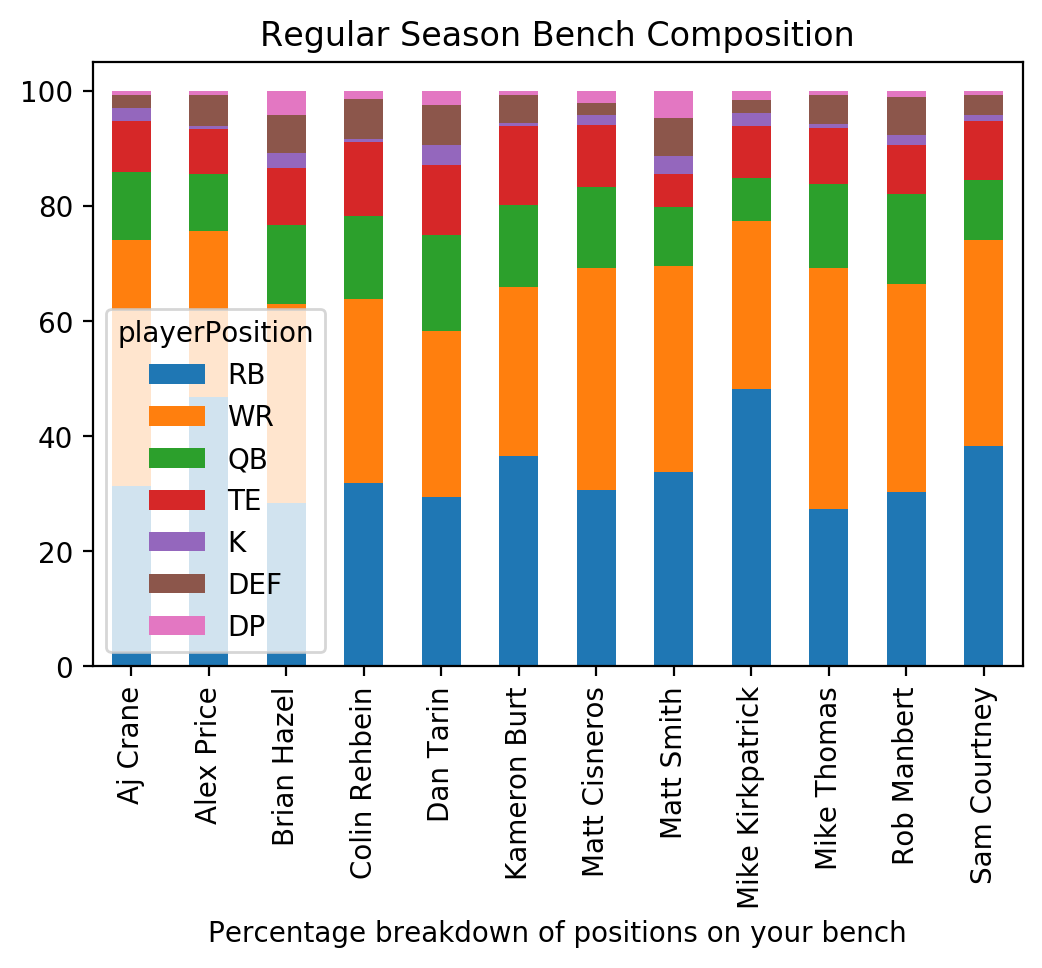 Regular Season Bench Composition
100
80
60
40
20
0
playerPosition
RB
WR
QB
TE
K
DEF
DP
Aj Crane
Alex Price
Brian Hazel
Colin Rehbein
Dan Tarin
Kameron Burt
Matt Cisneros
Matt Smith
Mike Kirkpatrick
Mike Thomas
Rob Manbert
Sam Courtney
Percentage breakdown of positions on your bench